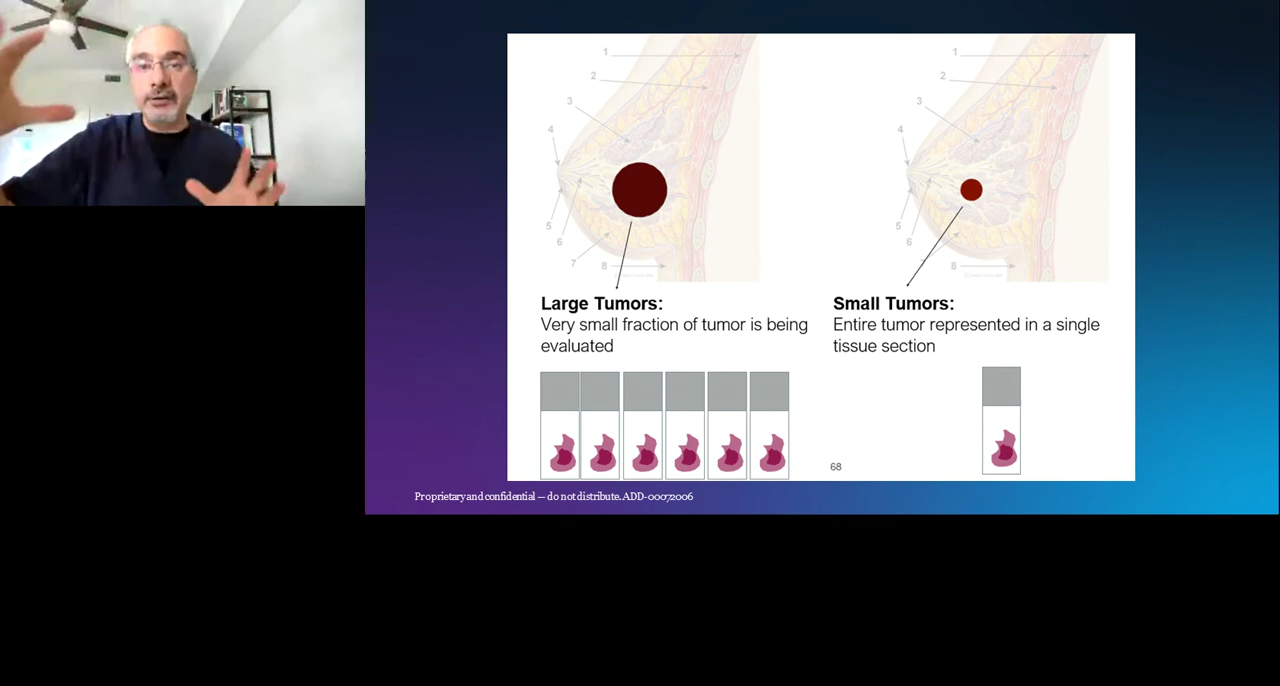 1
2
3
4
5
6
7
8
1
2
3
4
5
6
8
Large Tumors:
Very small fraction of tumor is being
evaluated
Small Tumors:
Entire tumor represented in a single
tissue section
68
Proprietary and confidential — do not distribute. ADD-00072006